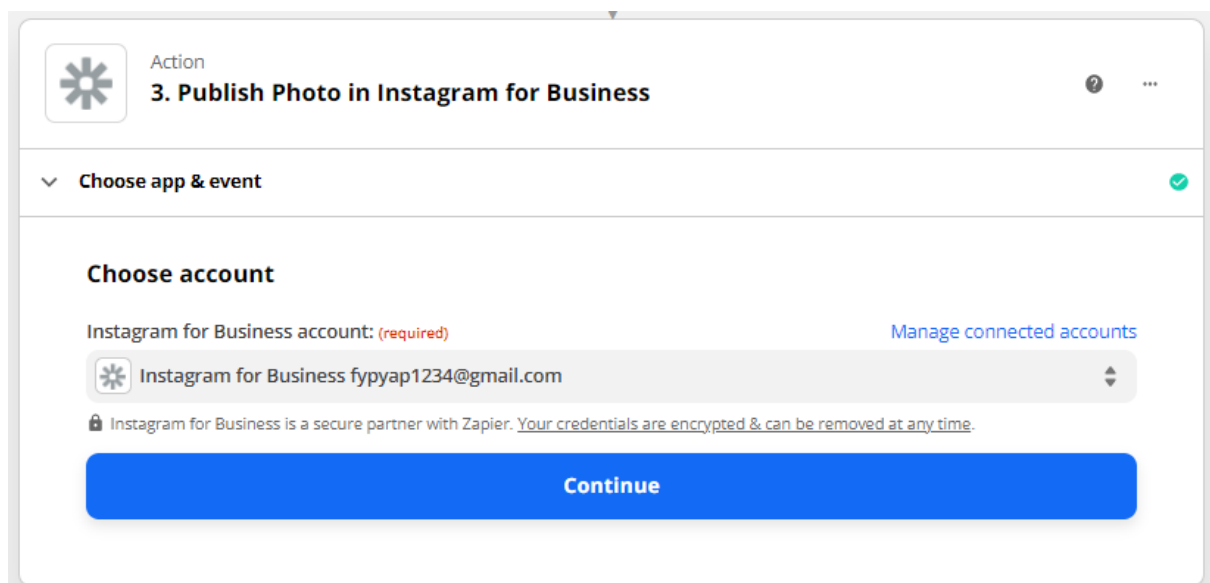 Action
3. Publish Photo in Instagram for Business
Choose app & event
Choose account
Instagram for Business account: (required)
Manage connected accounts
Instagram for Business fypyap1234@gmail.com
Instagram for Business is a secure partner with Zapier. Your credentials are encrypted & can be removed at any time.
Continue